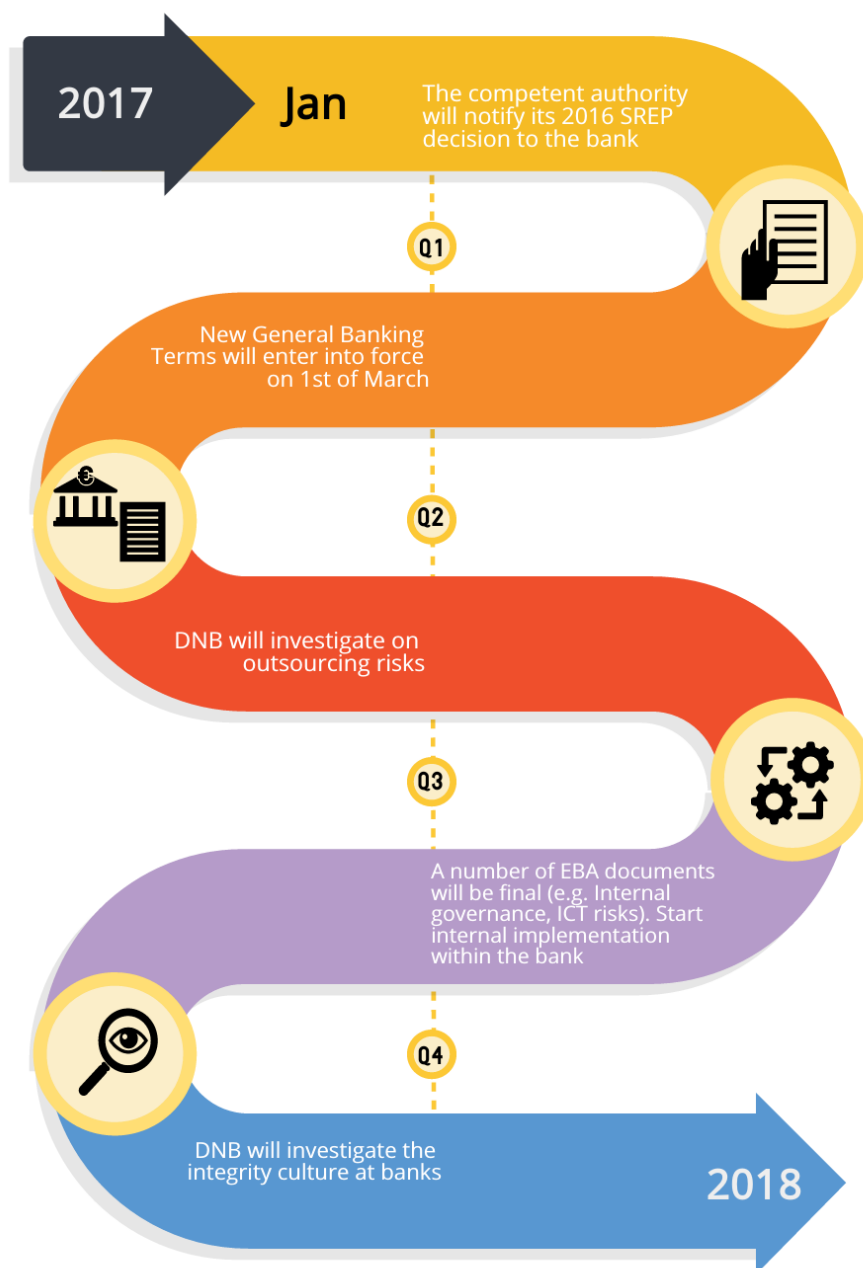 2017
Jan
The competent authority
will notify its 2016 SREP
decision to the bank
Q1
New General Banking
Terms will enter into force
on 1st of March
€
Q2
DNB will investigate on
outsourcing risks
Q3
A number of EBA documents
will be final (e.g. Internal
governance, ICT risks). Start
internal implementation
within the bank
Q4
DNB will investigate the
integrity culture at banks
2018